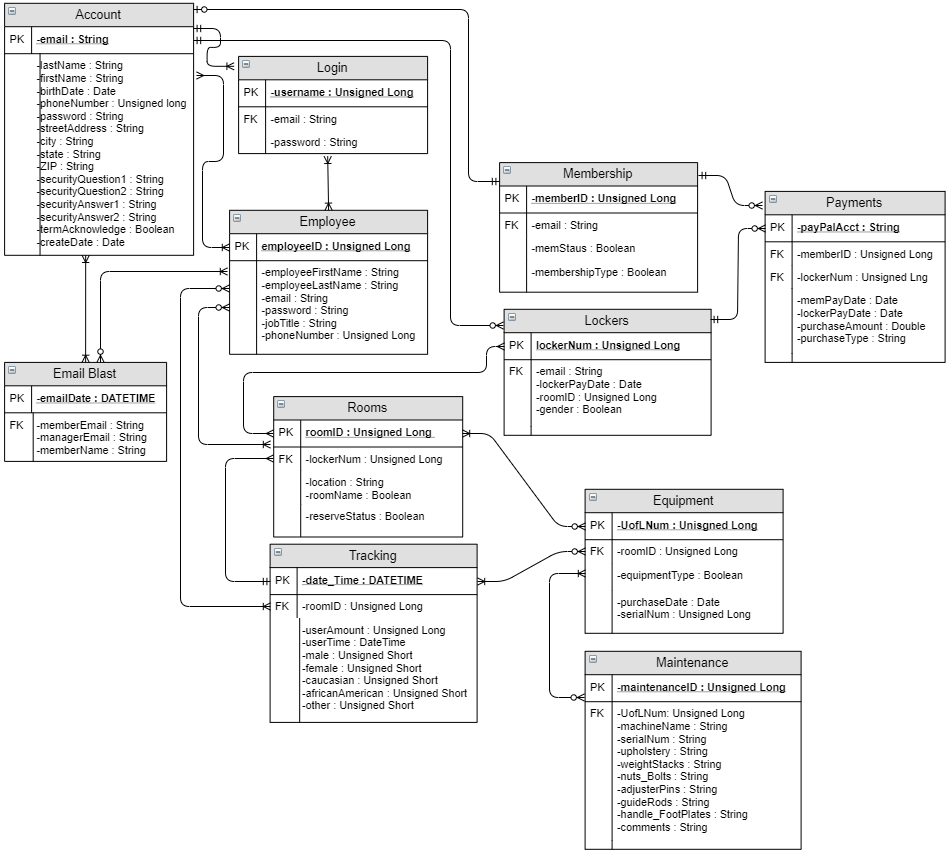 Account
PK -email : String
-lastName : String
-firstName : String
-birthDate : Date
-phoneNumber : Unsigned long
-password : String
-streetAddress : String
-city : String
-state : String
-ZIP : String
-securityQuestion1 : String
-securityQuestion2 : String
-securityAnswer1 : String
-securityAnswer2 : String
-termAcknowledge : Boolean
-createDate : Date
Login
PK -username : Unsigned Long
FK -email : String
-password : String
Membership
PK -memberID : Unsigned Long
FK -email : String
-memStaus : Boolean
-membershipType : Boolean
Payments
PK -payPalAcct : String
FK -memberID : Unsigned Long
FK -lockerNum : Unsigned Lng
-memPayDate : Date
-lockerPayDate : Date
-purchaseAmount : Double
-purchaseType : String
Employee
PK employeeID : Unsigned Long
-employeeFirstName : String
-employeeLastName : String
-email : String
-password : String
-jobTitle : String
-phoneNumber : Unsigned Long
Lockers
PK lockerNum : Unsigned Long
FK -email : String
-lockerPayDate : Date
-roomID : Unsigned Long
-gender : Boolean
Email Blast
PK -emailDate : DATETIME
FK -memberEmail : String
-managerEmail : String
-memberName : String
Rooms
PK roomID : Unsigned Long
FK -lockerNum : Unsigned Long
-location : String
-roomName : Boolean
-reserveStatus : Boolean
Equipment
PK -UofLNum : Unisgned Long
FK -roomID : Unsigned Long
-equipmentType : Boolean
-purchaseDate : Date
-serialNum : Unsigned Long
Tracking
PK -date_Time : DATETIME
FK -roomID : Unsigned Long
-userAmount : Unsigned Long
-userTime : DateTime
-male : Unsigned Short
-female : Unsigned Short
-caucasian : Unsigned Short
-africanAmerican : Unsigned Short
-other : Unsigned Short
Maintenance
PK -maintenanceID : Unsigned Long
FK -UofLNum: Unsigned Long
-machineName : String
-serialNum : String
-upholstery : String
-weightStacks : String
-nuts_Bolts : String
-adjusterPins : String
-guideRods : String
-handle_FootPlates : String
-comments : String